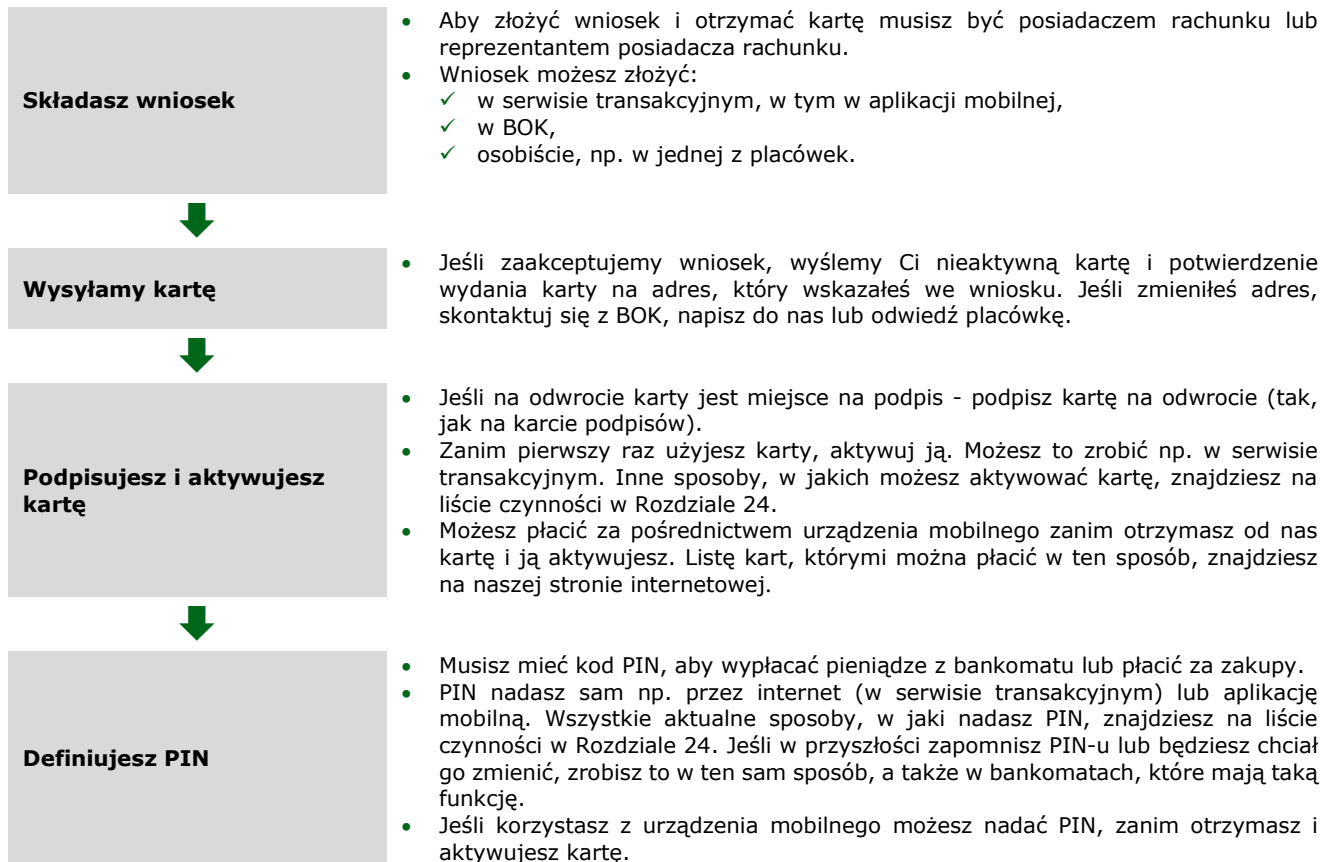 Składasz wniosek
• Aby złożyć wniosek i otrzymać kartę musisz być posiadaczem rachunku lub
reprezentantem posiadacza rachunku.
• Wniosek możesz złożyć:
✓ w serwisie transakcyjnym, w tym w aplikacji mobilnej,
✓ w BOK,
✓ osobiście, np. w jednej z placówek.
Wysyłamy kartę
• Jeśli zaakceptujemy wniosek, wyślemy Ci nieaktywną kartę i potwierdzenie
wydania karty na adres, który wskazałeś we wniosku. Jeśli zmieniłeś adres,
skontaktuj się z BOK, napisz do nas lub odwiedź placówkę.
Podpisujesz i aktywujesz
kartę
• Jeśli na odwrocie karty jest miejsce na podpis - podpisz kartę na odwrocie (tak,
jak na karcie podpisów).
• Zanim pierwszy raz użyjesz karty, aktywuj ją. Możesz to zrobić np. w serwisie
transakcyjnym. Inne sposoby, w jakich możesz aktywować kartę, znajdziesz na
liście czynności w Rozdziale 24.
• Możesz płacić za pośrednictwem urządzenia mobilnego zanim otrzymasz od nas
kartę i ją aktywujesz. Listę kart, którymi można płacić w ten sposób, znajdziesz
na naszej stronie internetowej.
Definiujesz PIN
• Musisz mieć kod PIN, aby wypłacać pieniądze z bankomatu lub płacić za zakupy.
• PIN nadasz sam np. przez internet (w serwisie transakcyjnym) lub aplikację
mobilną. Wszystkie aktualne sposoby, w jaki nadasz PIN, znajdziesz na liście
czynności w Rozdziale 24. Jeśli w przyszłości zapomnisz PIN-u lub będziesz chciał
go zmienić, zrobisz to w ten sam sposób, a także w bankomatach, które mają taką
funkcję.
• Jeśli korzystasz z urządzenia mobilnego możesz nadać PIN, zanim otrzymasz i
aktywujesz kartę.